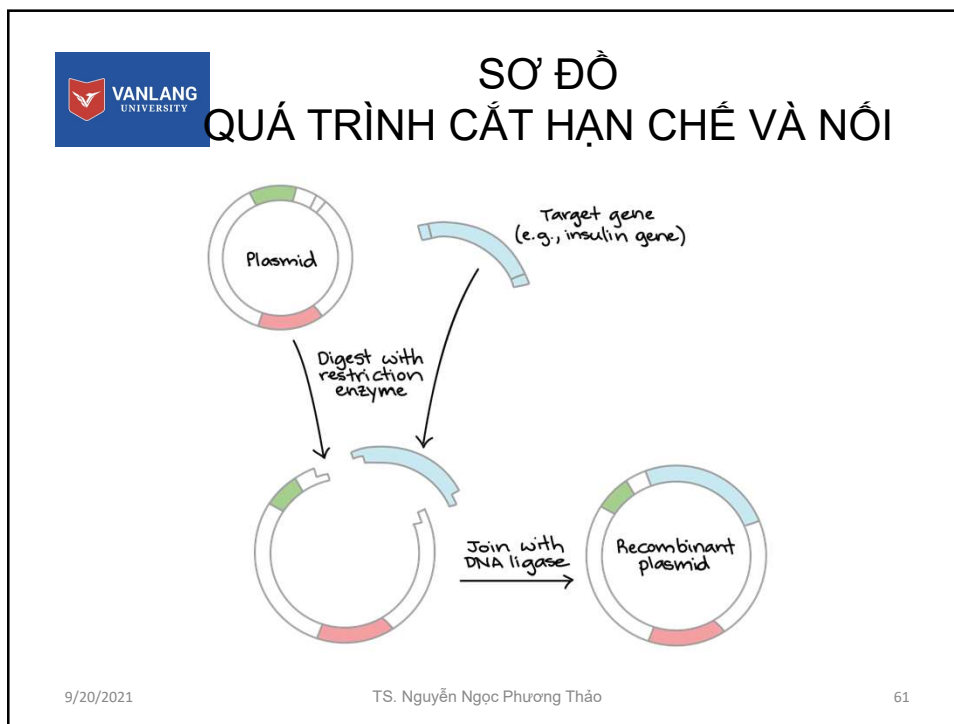 VANLANG
UNIVERSITY
SƠ ĐỒ
QUÁ TRÌNH CẮT HẠN CHẾ VÀ NỐI
Plasmid
Target gene
(e.g., insulin gene)
Digest with
restriction
enzyme
Join with
DNA ligase
Recombinant
plasmid
9/20/2021
TS. Nguyễn Ngọc Phương Thảo
61